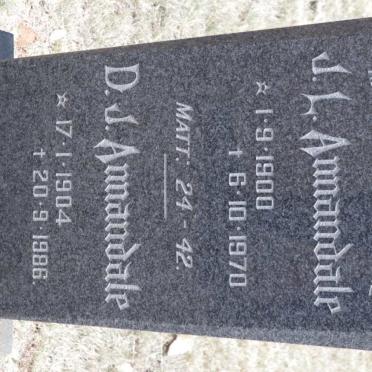 J. L. Annandale
★ 1·9·1900
✝ 6·10·1970
MATT: 24 - 42.
D. J. Annandale
★ 17·1·1904
✝ 20·9·1986.